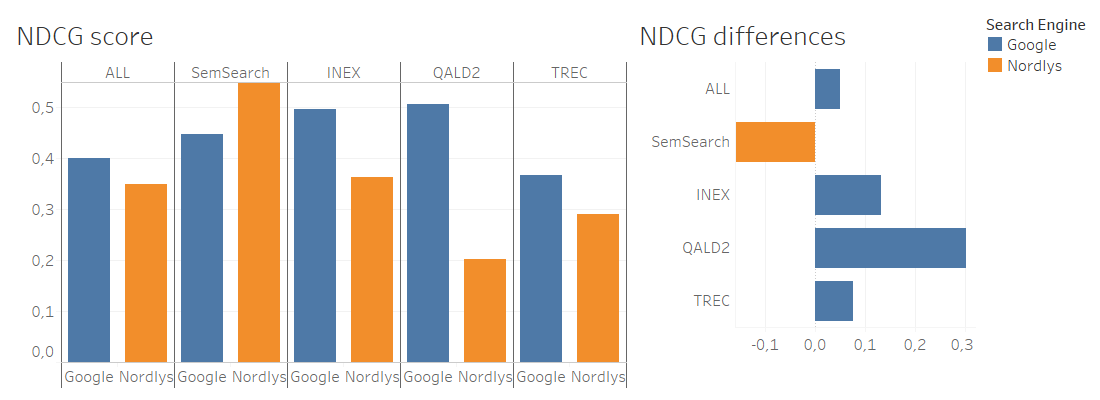 NDCG score
ALL SemSearch INEX QALD2 TREC
0,5
0,4
0,3
0,2
0,1
0,0
Google Nordlys Google Nordlys Google Nordlys Google Nordlys Google Nordlys
NDCG differences
ALL
SemSearch
INEX
QALD2
TREC
-0,1 0,0 0,1 0,2 0,3
Search Engine
Google
Nordlys